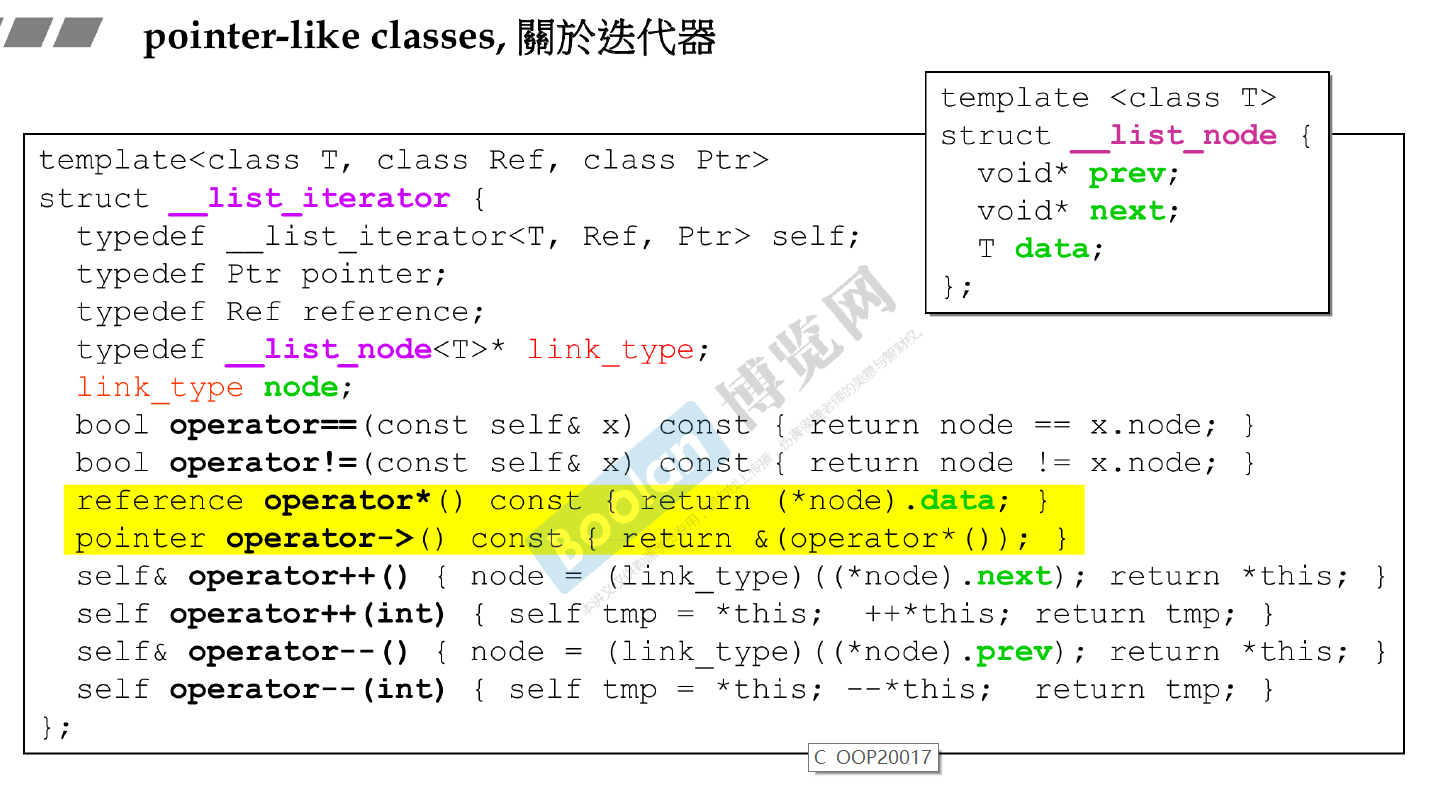 pointer-like classes, 關於迭代器
template <class T>
struct __list_node {
void* prev;
void* next;
T data;
};
template<class T, class Ref, class Ptr>
struct __list_iterator {
typedef __list_iterator<T, Ref, Ptr> self;
typedef Ptr pointer;
typedef Ref reference;
typedef __list_node<T>* link_type;
link_type node;
bool operator==(const self& x) const { return node == x.node; }
bool operator!=(const self& x) const { return node != x.node; }
reference operator*() const { return (*node).data; }
pointer operator->() const { return &(operator*()); }
self& operator++() { node = (link_type)((*node).next); return *this; }
self operator++(int) { self tmp = *this; ++*this; return tmp; }
self& operator--() { node = (link_type)((*node).prev); return *this; }
self operator--(int) { self tmp = *this; --*this; return tmp; }
};
Boolan 博览网
C OOP20017